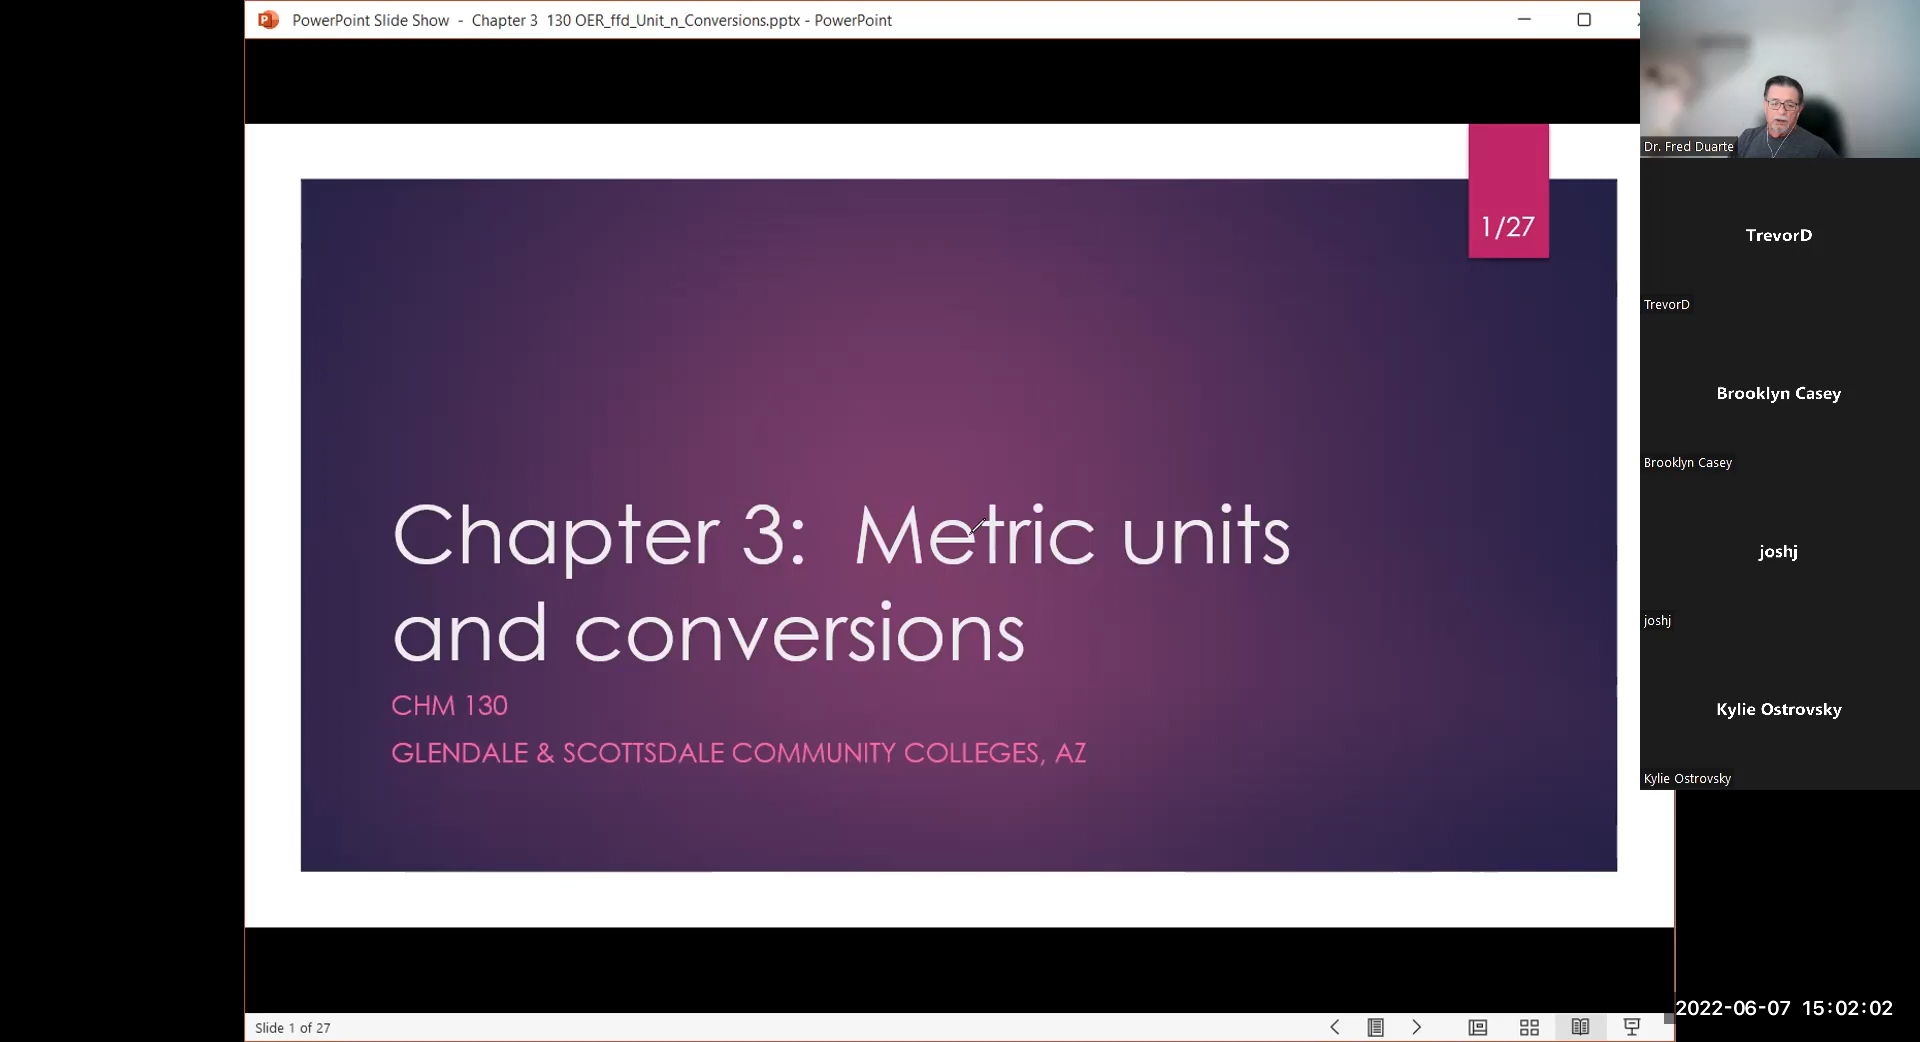 PowerPoint Slide Show - Chapter 3 130 OER_ffd_Unit_n_Conversions.pptx - PowerPoint
1/27
Chapter 3: Metric units
and conversions
CHM 130
GLENDALE & SCOTTSDALE COMMUNITY COLLEGES, AZ
Slide 1 of 27
Dr. Fred Duarte
TrevorD
TrevorD
Brooklyn Casey
Brooklyn Casey
joshj
joshj
Kylie Ostrovsky
Kylie Ostrovsky
2022-06-07 15:02:02